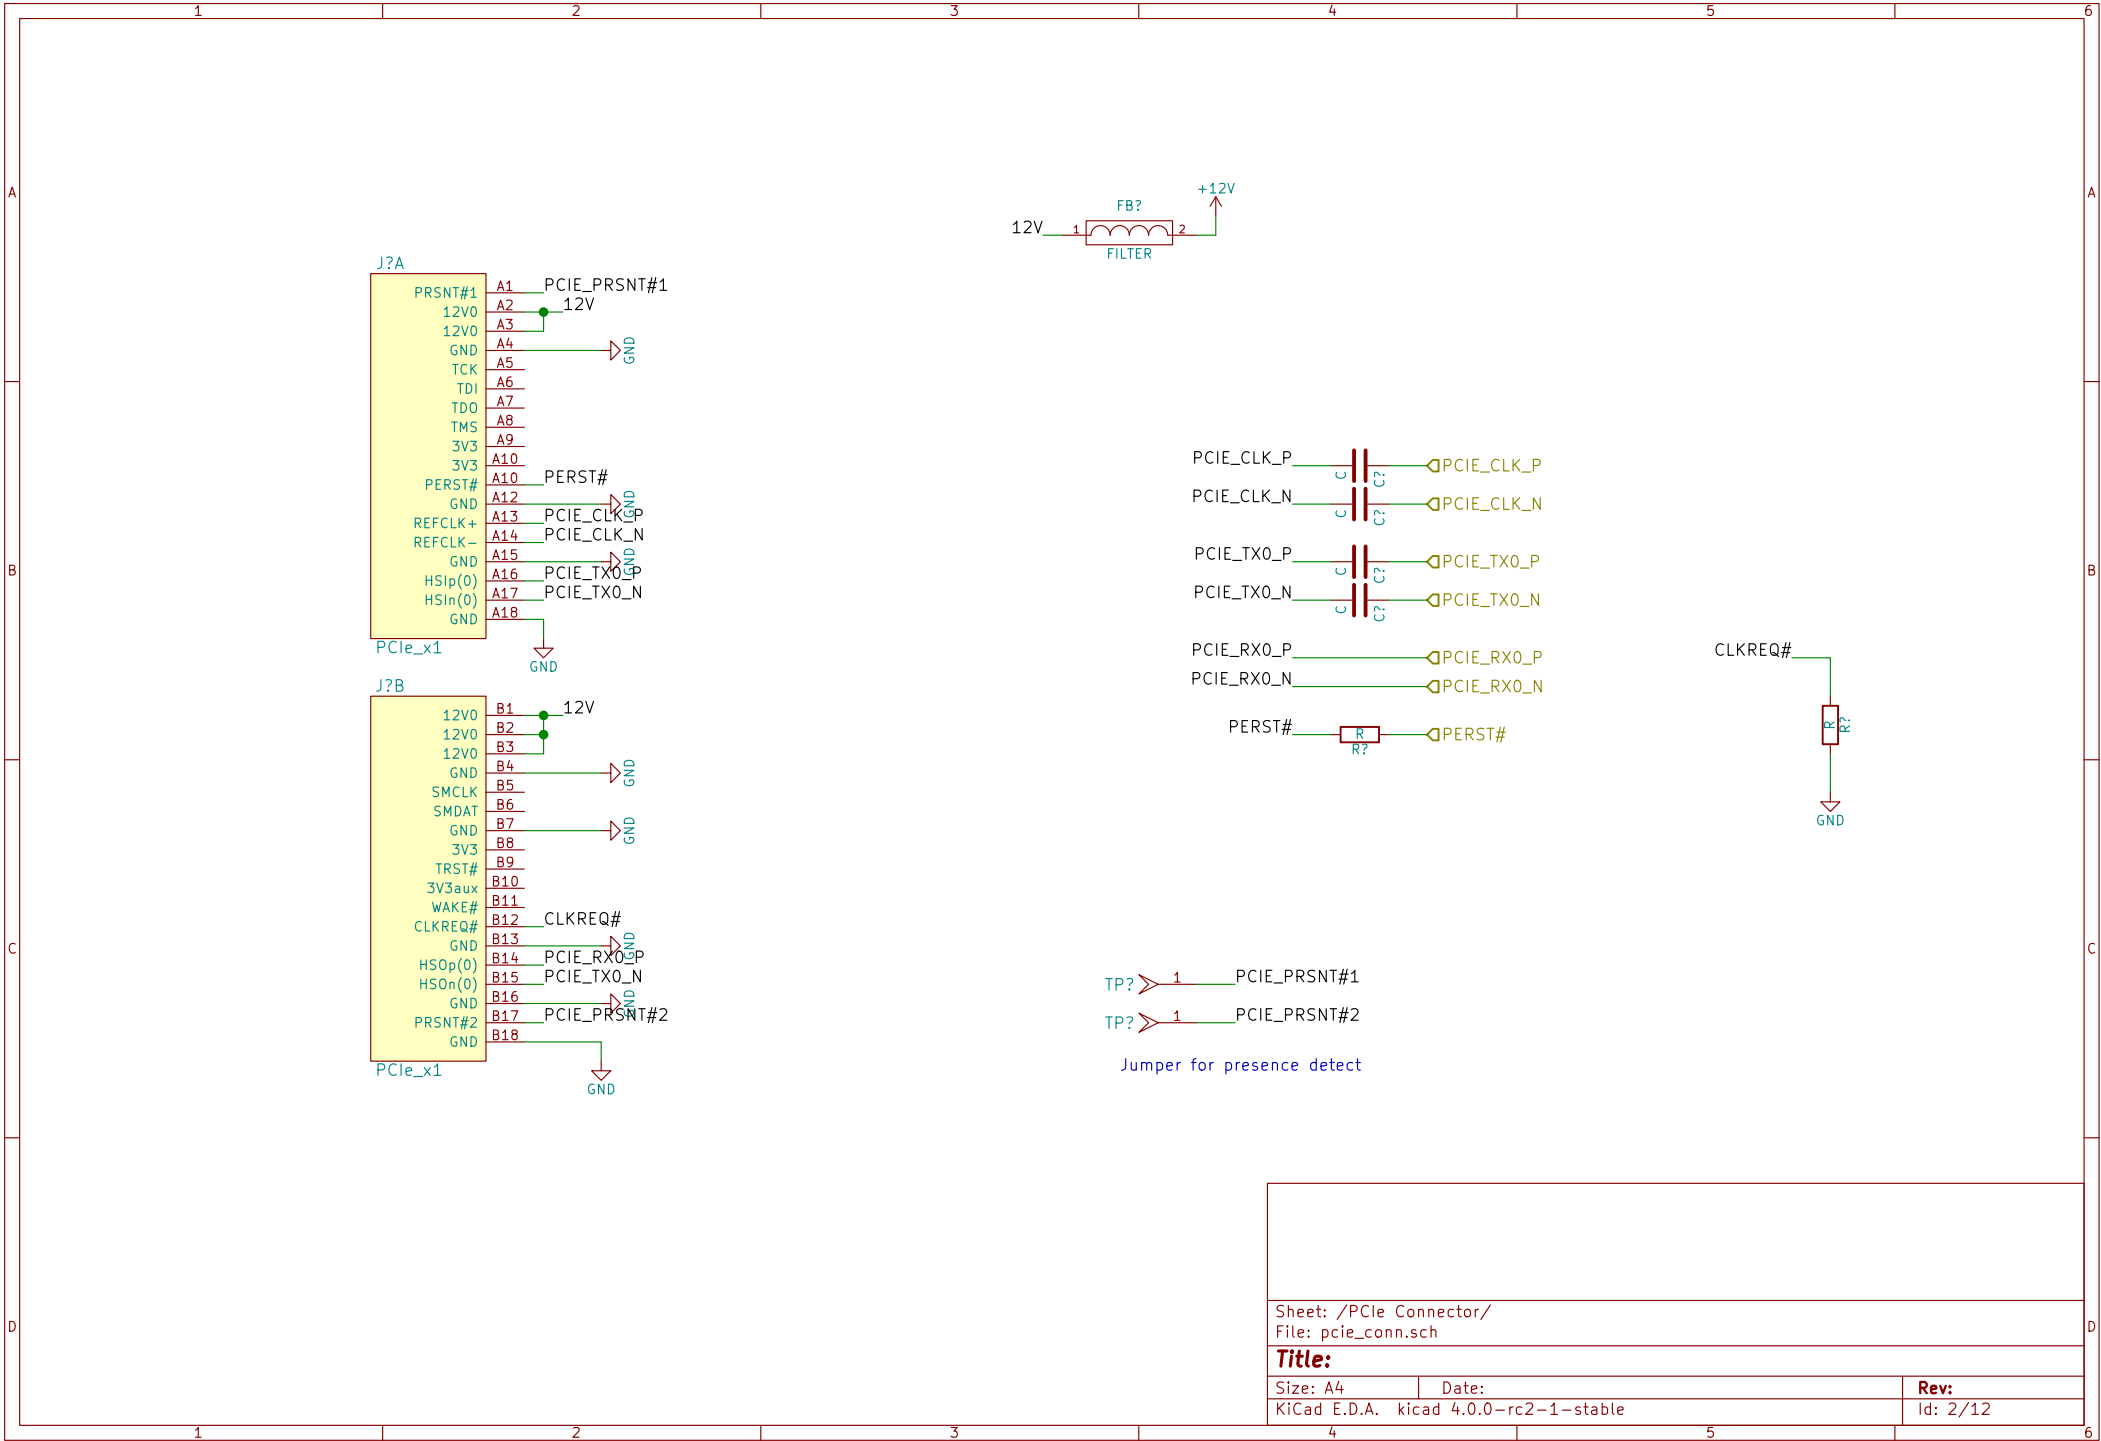 1 2 3 4 5 6
A A
+12V
FB?
12V 1 2
FILTER
J?A
PRSNT#1 A1 PCIE_PRSNT#1
12V0 A2 12V
12V0 A3
GND A4 GND
TCK A5
TDI A6
TDO A7
TMS A8
3V3 A9
3V3 A10
PERST# A10 PERST#
GND A12 GND
REFCLK+ A13 PCIE_CLK_P
REFCLK- A14 PCIE_CLK_N
GND A15 GND
HSIp(0) A16 PCIE_TX0_P
HSIn(0) A17 PCIE_TX0_N
GND A18
PCIe_x1
GND
PCIE_CLK_P C C? PCIE_CLK_P
PCIE_CLK_N C C? PCIE_CLK_N
B B
PCIE_TX0_P C C? PCIE_TX0_P
PCIE_TX0_N C C? PCIE_TX0_N
PCIE_RX0_P PCIE_RX0_P
PCIE_RX0_N PCIE_RX0_N
PERST# R PERST#
R?
CLKREQ#
R R?
GND
J?B
12V0 B1 12V
12V0 B2
12V0 B3
GND B4 GND
SMCLK B5
SMDAT B6
GND B7 GND
3V3 B8
TRST# B9
3V3aux B10
WAKE# B11
CLKREQ# B12 CLKREQ#
GND B13 GND
HSOp(0) B14 PCIE_RX0_P
HSOn(0) B15 PCIE_TX0_N
GND B16 GND
PRSNT#2 B17 PCIE_PRSNT#2
GND B18
PCIe_x1
GND
C C
TP? 1 PCIE_PRSNT#1
TP? 1 PCIE_PRSNT#2
Jumper for presence detect
Sheet: /PCIe Connector/
File: pcie_conn.sch
D D
Title:
Size: A4 Date: Rev:
KiCad E.D.A. kicad 4.0.0-rc2-1-stable Id: 2/12
1 2 3 4 5 6